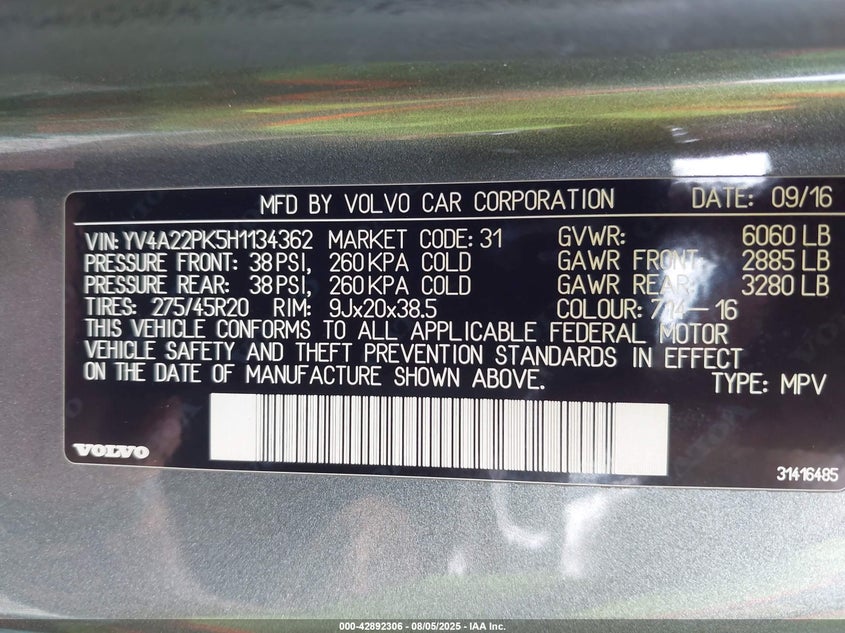 MFD BY VOLVO CAR CORPORATION DATE: 09/16
VIN: YV4A22PK5H1134362 MARKET CODE: 31 GVWR: 6060 LB
PRESSURE FRONT: 38 PSI, 260 KPA COLD GAWR FRONT: 2885 LB
PRESSURE REAR: 38 PSI, 260 KPA COLD GAWR REAR: 3280 LB
TIRES: 275/45R20 RIM: 9Jx20x38.5 COLOUR: 714-16
THIS VEHICLE CONFORMS TO ALL APPLICABLE FEDERAL MOTOR
VEHICLE SAFETY AND THEFT PREVENTION STANDARDS IN EFFECT
ON THE DATE OF MANUFACTURE SHOWN ABOVE.
TYPE: MPV
VOLVO
31416485
000-42892306 - 08/05/2025 - IAA Inc.